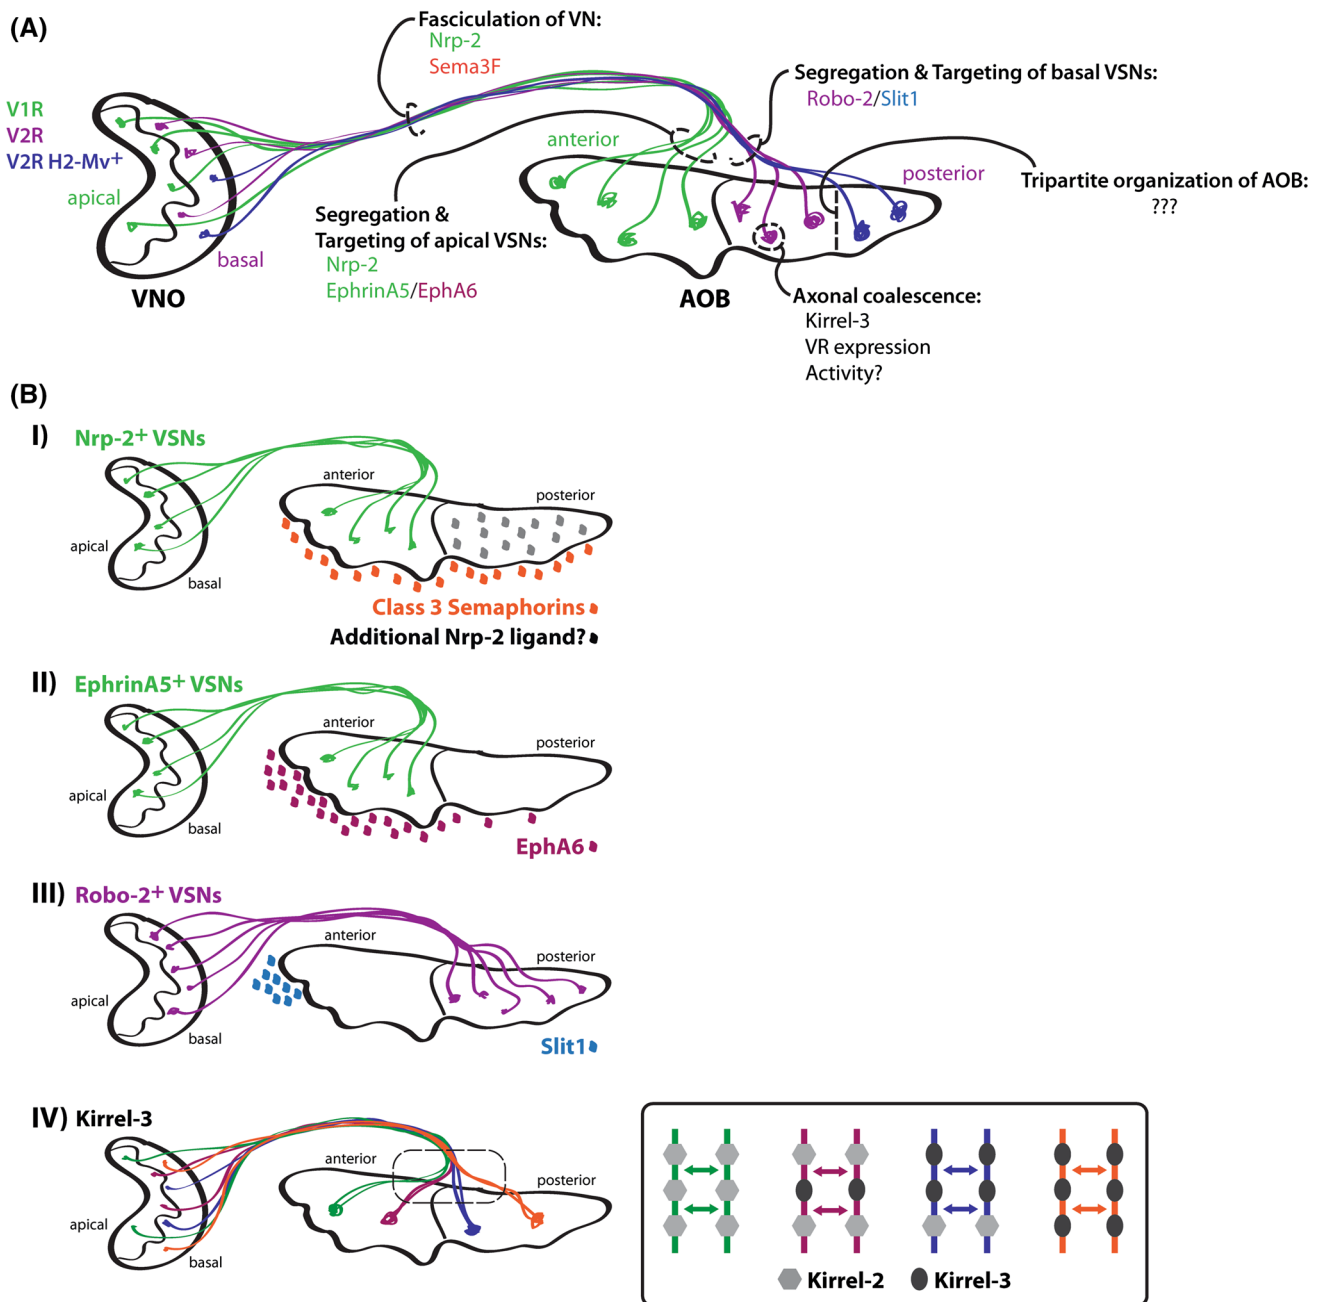 (A)
Fasciculation of VN:
Nrp-2
Sema3F
V1R
V2R
V2R H2-Mv+
apical
basal
VNO
Segregation &
Targeting of apical VSNs:
Nrp-2
EphrinA5/EphA6
Segregation & Targeting of basal VSNs:
Robo-2/Slit1
anterior
posterior
Tripartite organization of AOB:
???
AOB
Axonal coalescence:
Kirrel-3
VR expression
Activity?
(B)
I) Nrp-2+ VSNs
anterior
posterior
apical
basal
Class 3 Semaphorins
Additional Nrp-2 ligand?
II) EphrinA5+ VSNs
anterior
posterior
apical
basal
EphA6
III) Robo-2+ VSNs
anterior
posterior
apical
basal
Slit1
IV) Kirrel-3
anterior
posterior
apical
basal
Kirrel-2 Kirrel-3